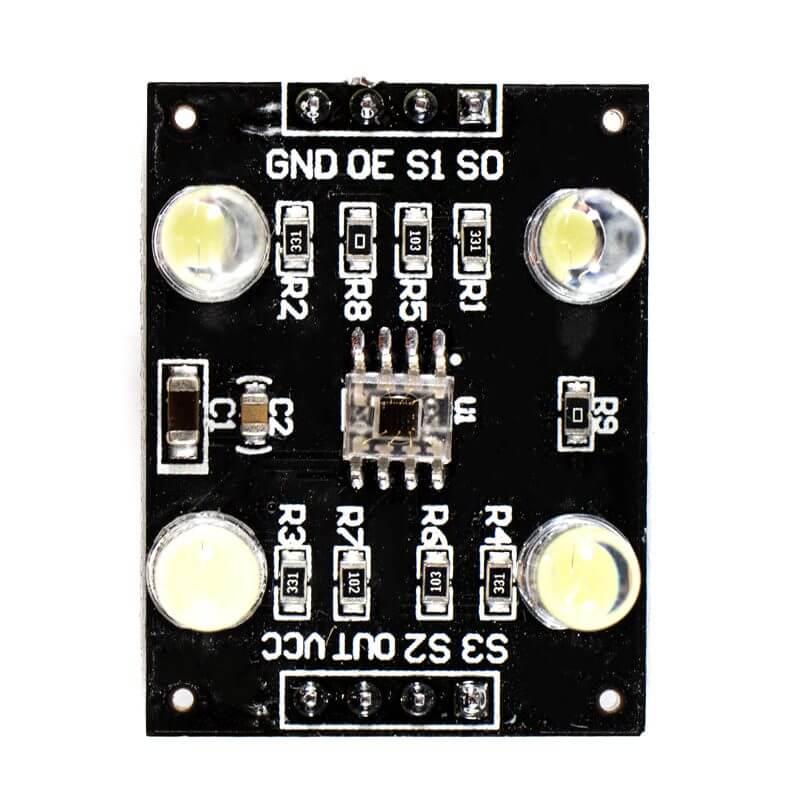 GND OE S1 S0
331 103 331
R2 R8 R5 R1
C1 C2 U1 R9
R3 R7 R6 R4
331 102 103 331
VCC OUT S2 S3